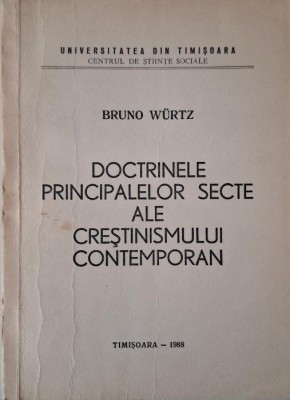 UNIVERSITATEA DIN TIMIȘOARA
CENTRUL DE ȘTIINȚE SOCIALE
BRUNO WÜRTZ
DOCTRINELE
PRINCIPALELOR SECTE
ALE
CREȘTINISMULUI
CONTEMPORAN
TIMIȘOARA – 1988